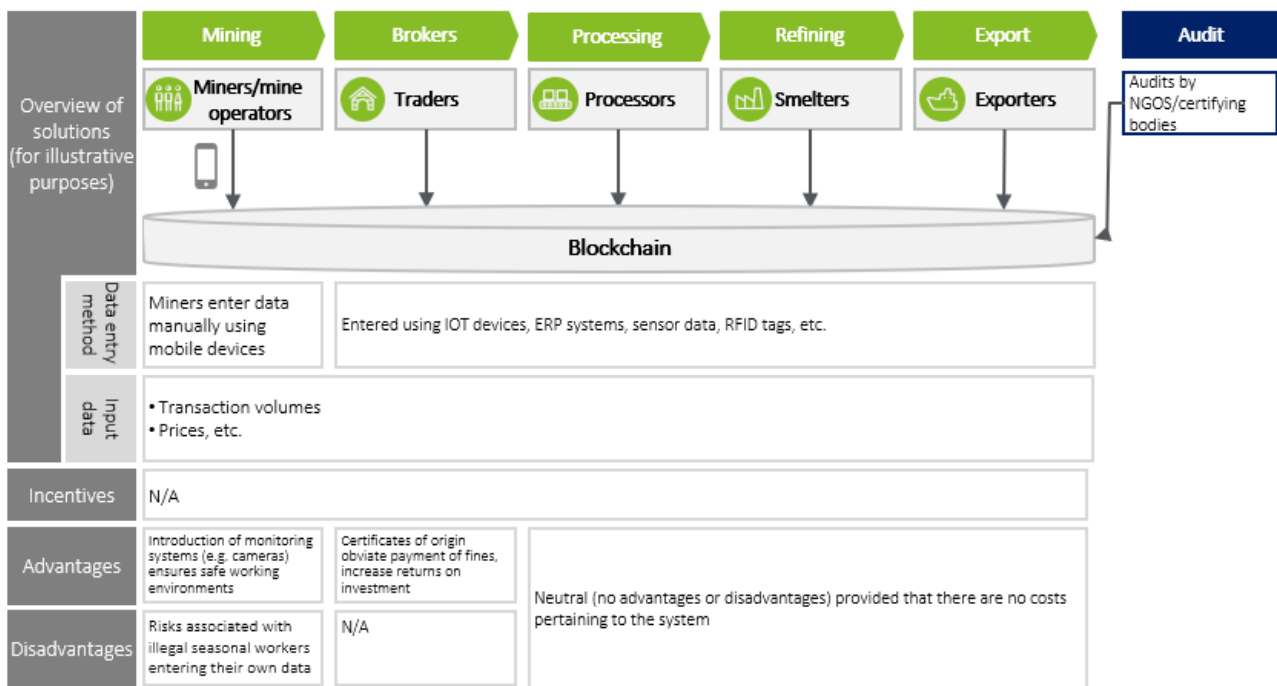 Mining
Brokers
Processing
Refining
Export
Audit
Overview of
solutions
(for illustrative
purposes)
Miners/mine
operators
Traders
Processors
Smelters
Exporters
Audits by
NGOS/certifying
bodies
Blockchain
Data entry
method
Miners enter data
manually using
mobile devices
Entered using IOT devices, ERP systems, sensor data, RFID tags, etc.
Input
data
• Transaction volumes
• Prices, etc.
Incentives
N/A
Advantages
Introduction of monitoring
systems (e.g. cameras)
ensures safe working
environments
Certificates of origin
obviate payment of fines,
increase returns on
investment
Neutral (no advantages or disadvantages) provided that there are no costs
pertaining to the system
Disadvantages
Risks associated with
illegal seasonal workers
entering their own data
N/A